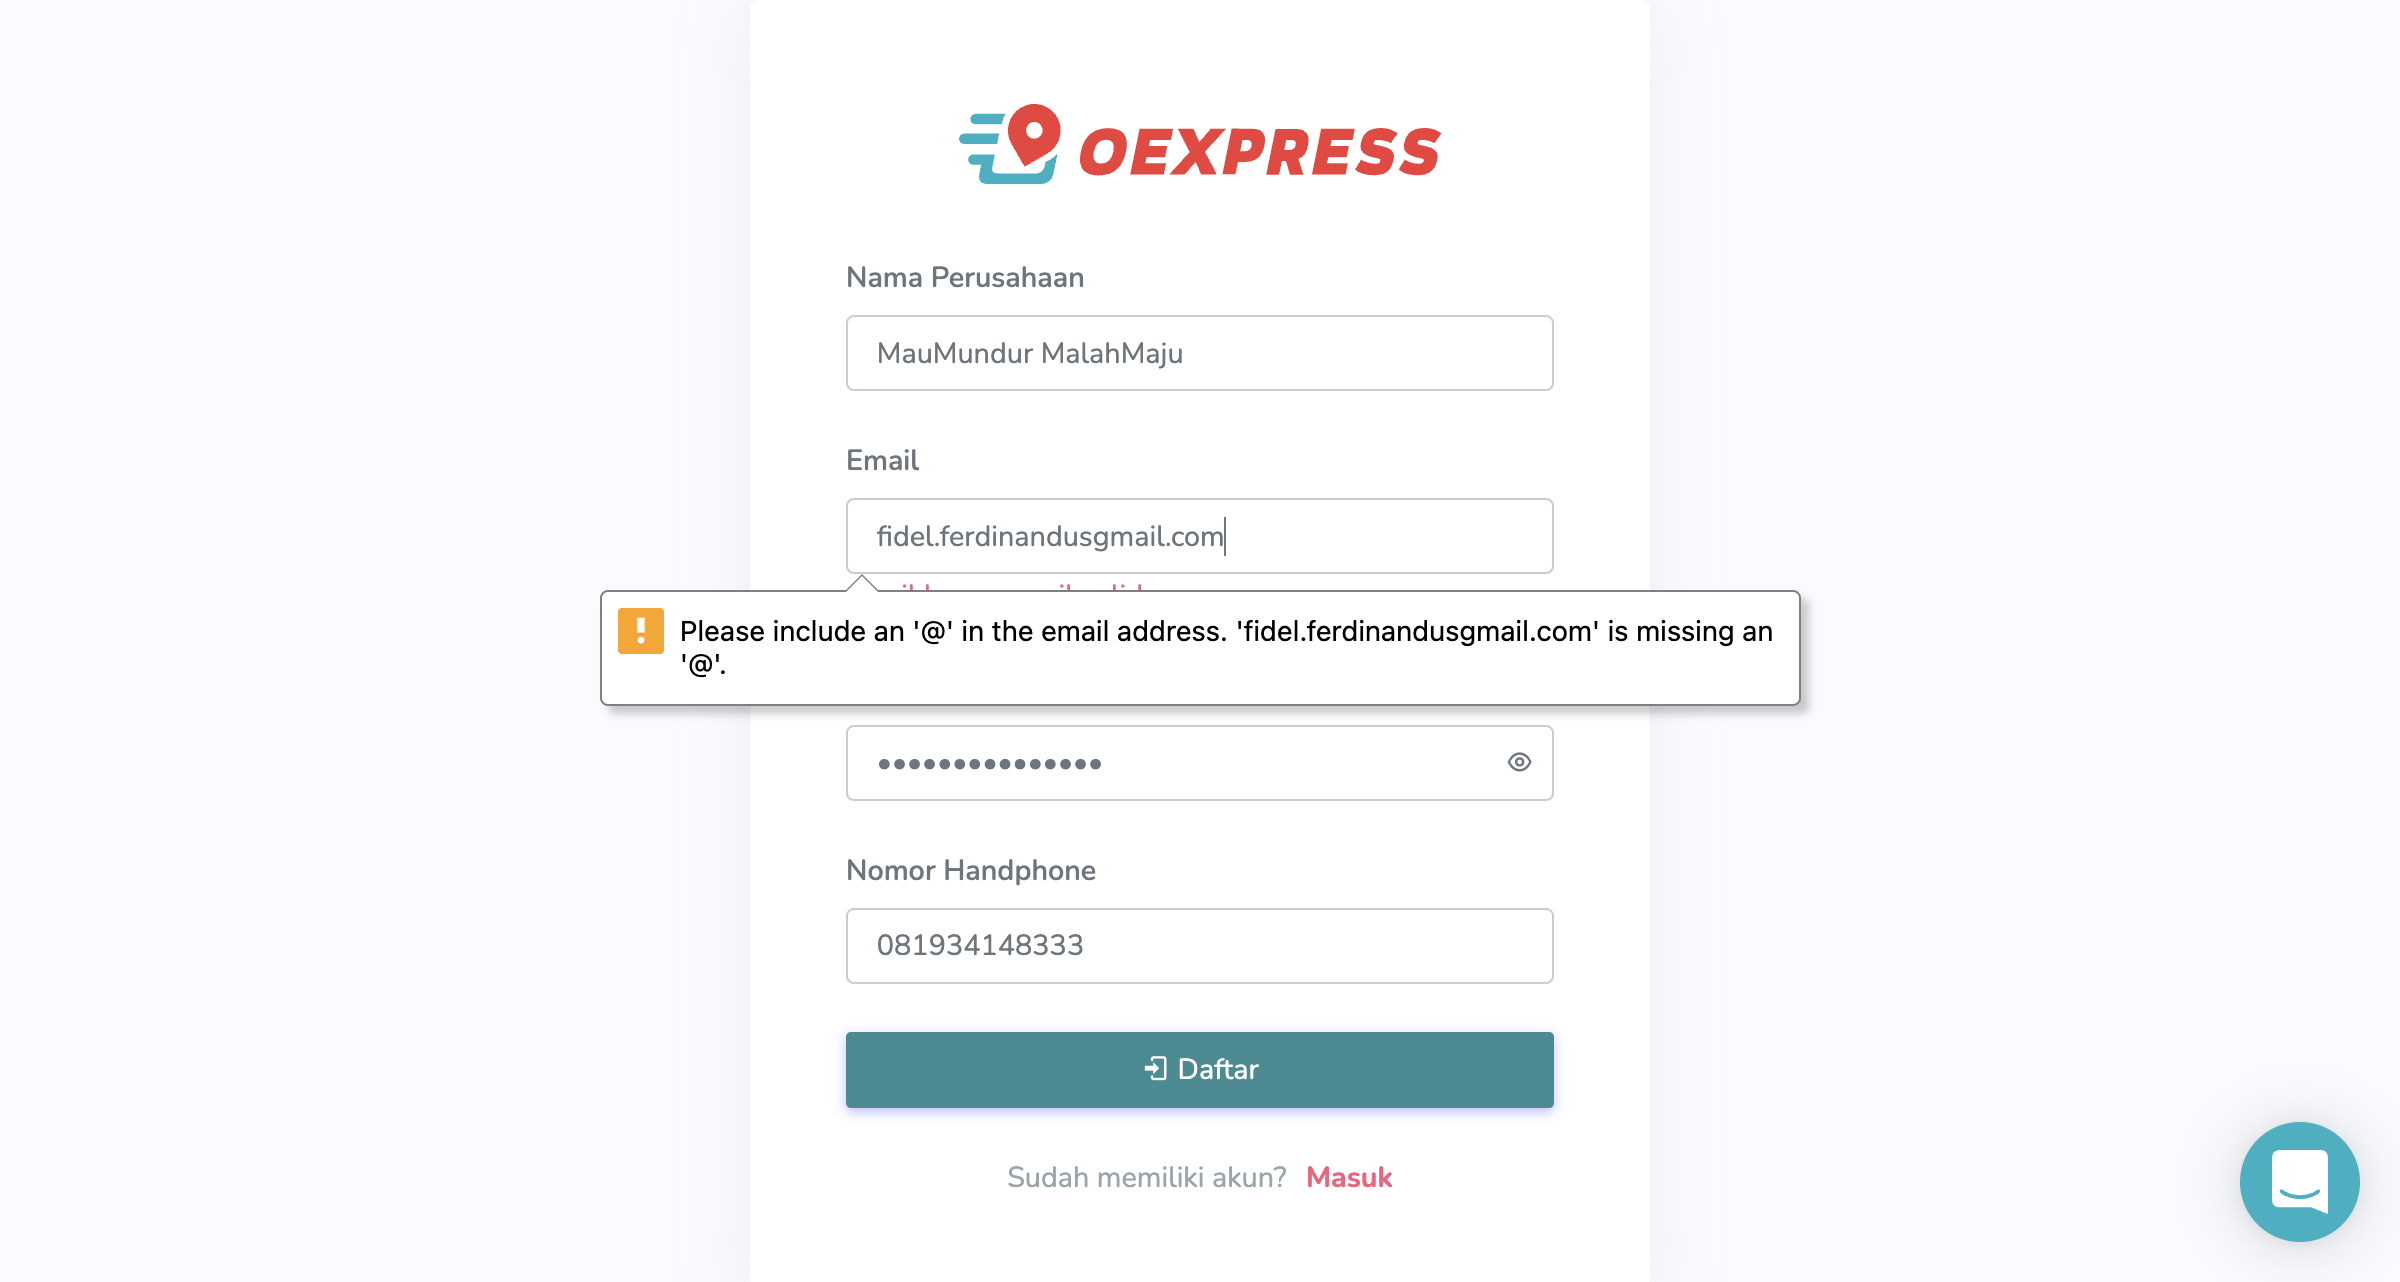 OEXPRESS
Nama Perusahaan
MauMundur MalahMaju
Email
fidel.ferdinandusgmail.com
Please include an '@' in the email address. 'fidel.ferdinandusgmail.com' is missing an
'@'.
Nomor Handphone
081934148333
Daftar
Sudah memiliki akun? Masuk